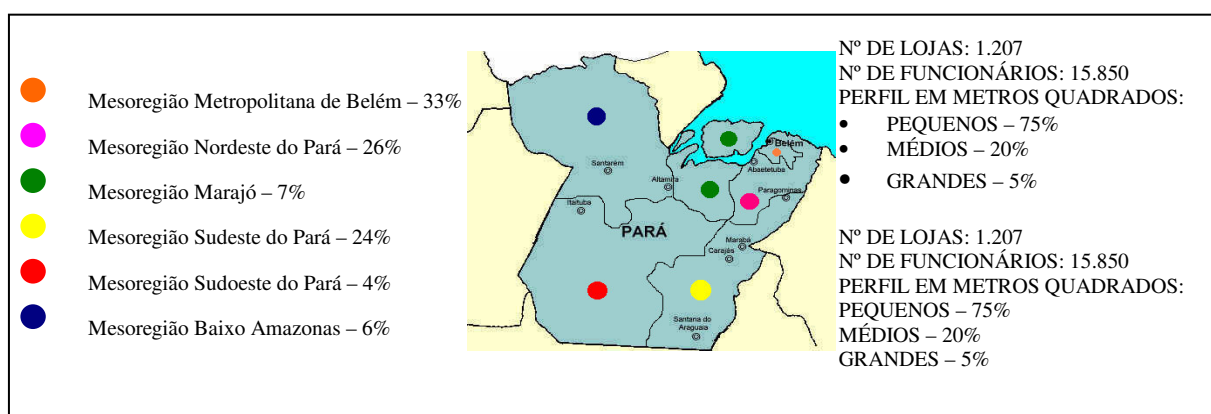 Mesoregião Metropolitana de Belém – 33%
Mesoregião Nordeste do Pará – 26%
Mesoregião Marajó – 7%
Mesoregião Sudeste do Pará – 24%
Mesoregião Sudoeste do Pará – 4%
Mesoregião Baixo Amazonas – 6%
Belém
Abaetetuba
Santarém
Altamira
Paragominas
Itaituba
PARÁ
Marabá
Carajás
Santana do
Araguaia
Nº DE LOJAS: 1.207
Nº DE FUNCIONÁRIOS: 15.850
PERFIL EM METROS QUADRADOS:
• PEQUENOS – 75%
• MÉDIOS – 20%
• GRANDES – 5%
Nº DE LOJAS: 1.207
Nº DE FUNCIONÁRIOS: 15.850
PERFIL EM METROS QUADRADOS:
PEQUENOS – 75%
MÉDIOS – 20%
GRANDES – 5%